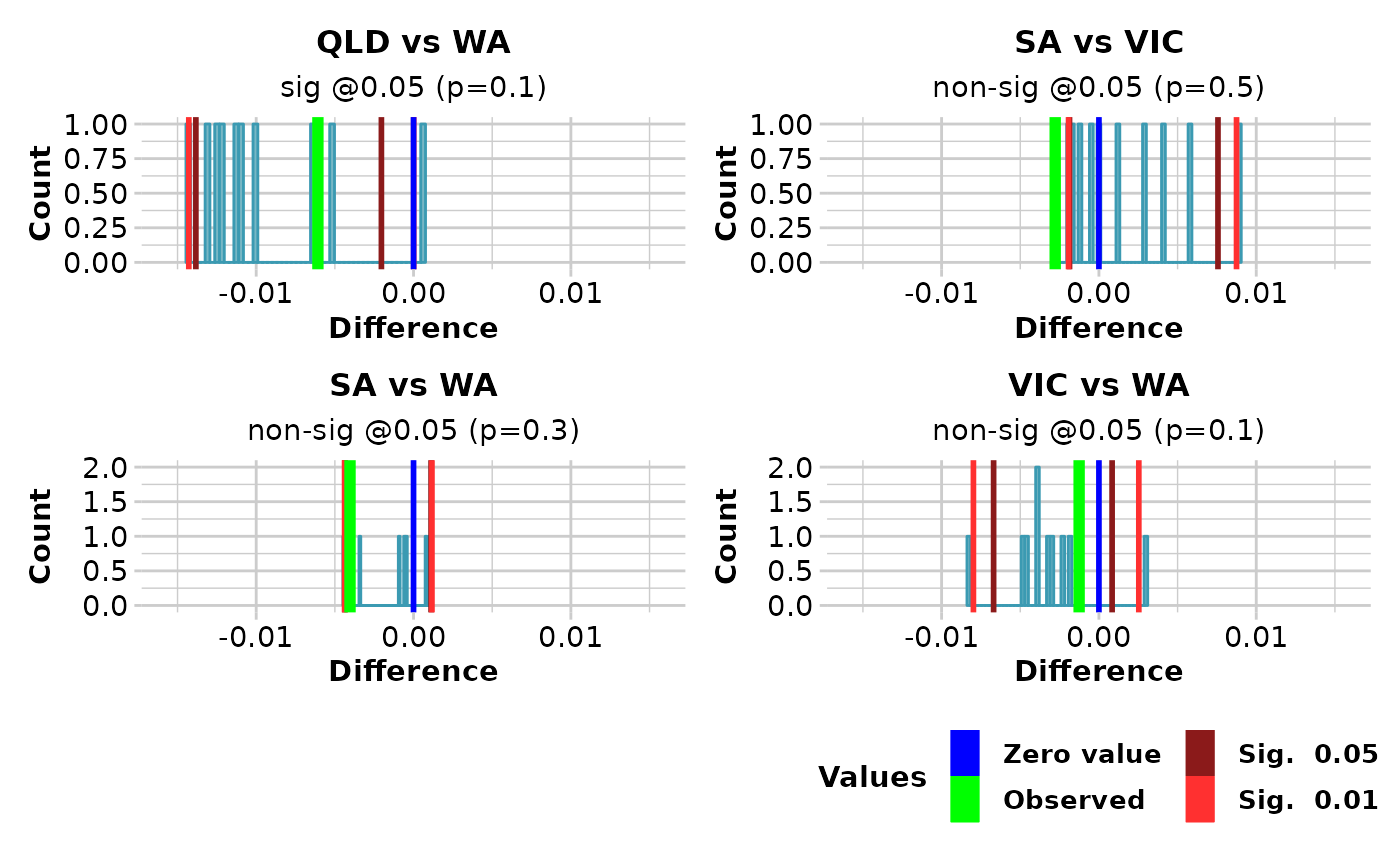 QLD vs WA
sig @0.05 (p=0.1)
Count
1.00
0.75
0.50
0.25
0.00
-0.01 0.00 0.01
Difference
SA vs VIC
non-sig @0.05 (p=0.5)
Count
1.00
0.75
0.50
0.25
0.00
-0.01 0.00 0.01
Difference
SA vs WA
non-sig @0.05 (p=0.3)
Count
2.0
1.5
1.0
0.5
0.0
-0.01 0.00 0.01
Difference
VIC vs WA
non-sig @0.05 (p=0.1)
Count
2.0
1.5
1.0
0.5
0.0
-0.01 0.00 0.01
Difference
Values
Zero value
Observed
Sig. 0.05
Sig. 0.01